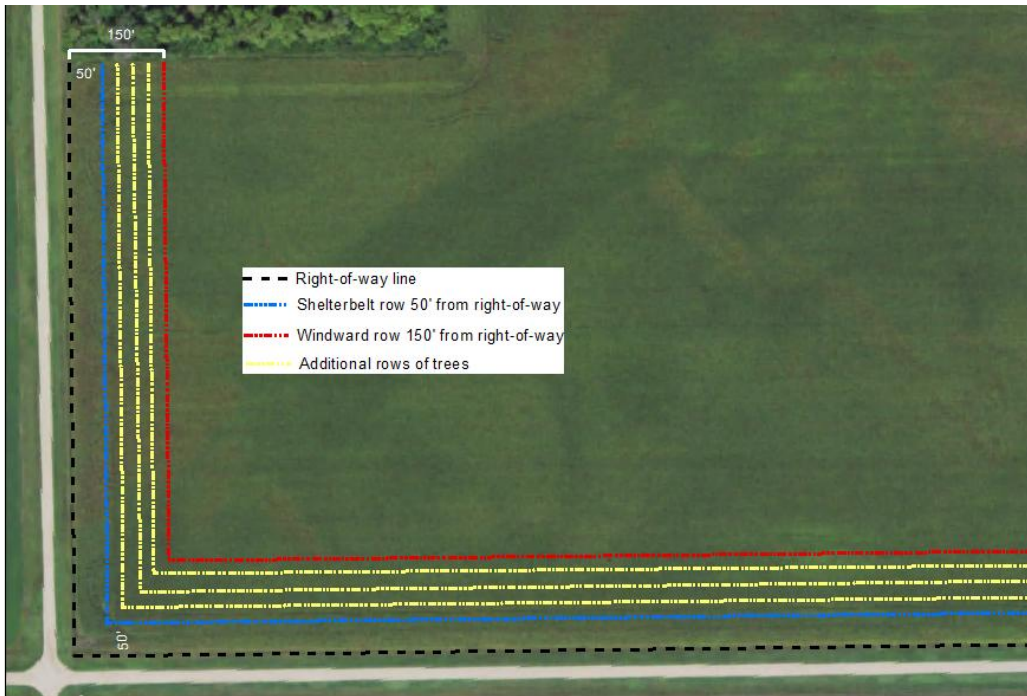 150'
50'
Right-of-way line
Shelterbelt row 50' from right-of-way
Windward row 150' from right-of-way
Additional rows of trees
50'